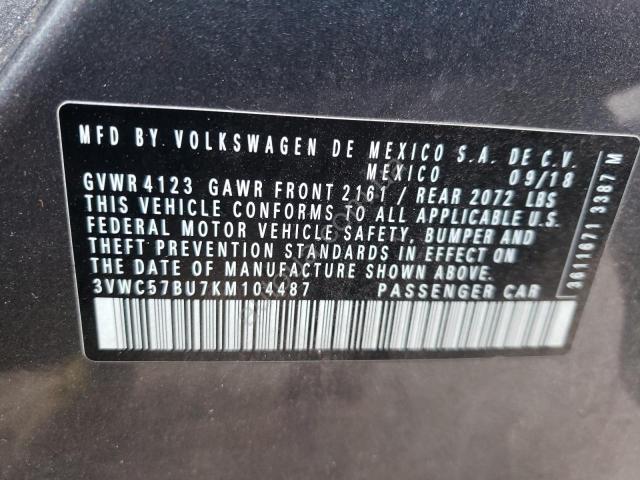 MFD BY VOLKSWAGEN DE MEXICO S.A. DE C.V.
MEXICO 09/18
GVWR 4123 GAWR FRONT 2161 / REAR 2072 LBS
THIS VEHICLE CONFORMS TO ALL APPLICABLE U.S.
FEDERAL MOTOR VEHICLE SAFETY, BUMPER AND
THEFT PREVENTION STANDARDS IN EFFECT ON
THE DATE OF MANUFACTURE SHOWN ABOVE.
3VWC57BU7KM104487 PASSENGER CAR
3611671 3387 M